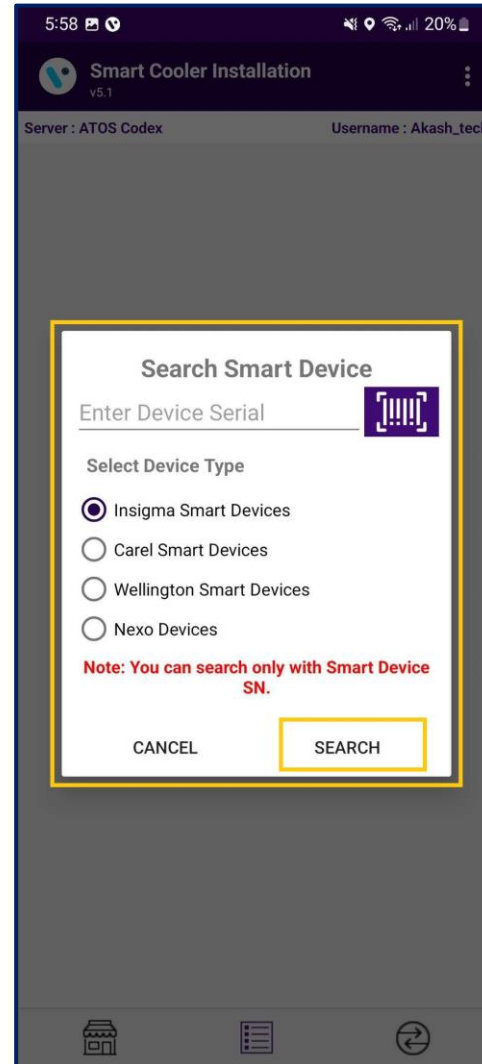 5:58 20%
Smart Cooler Installation
v5.1
Server : ATOS Codex Username : Akash_tec
Search Smart Device
Enter Device Serial
Select Device Type
Insigma Smart Devices
Carel Smart Devices
Wellington Smart Devices
Nexo Devices
Note: You can search only with Smart Device
SN.
CANCEL SEARCH